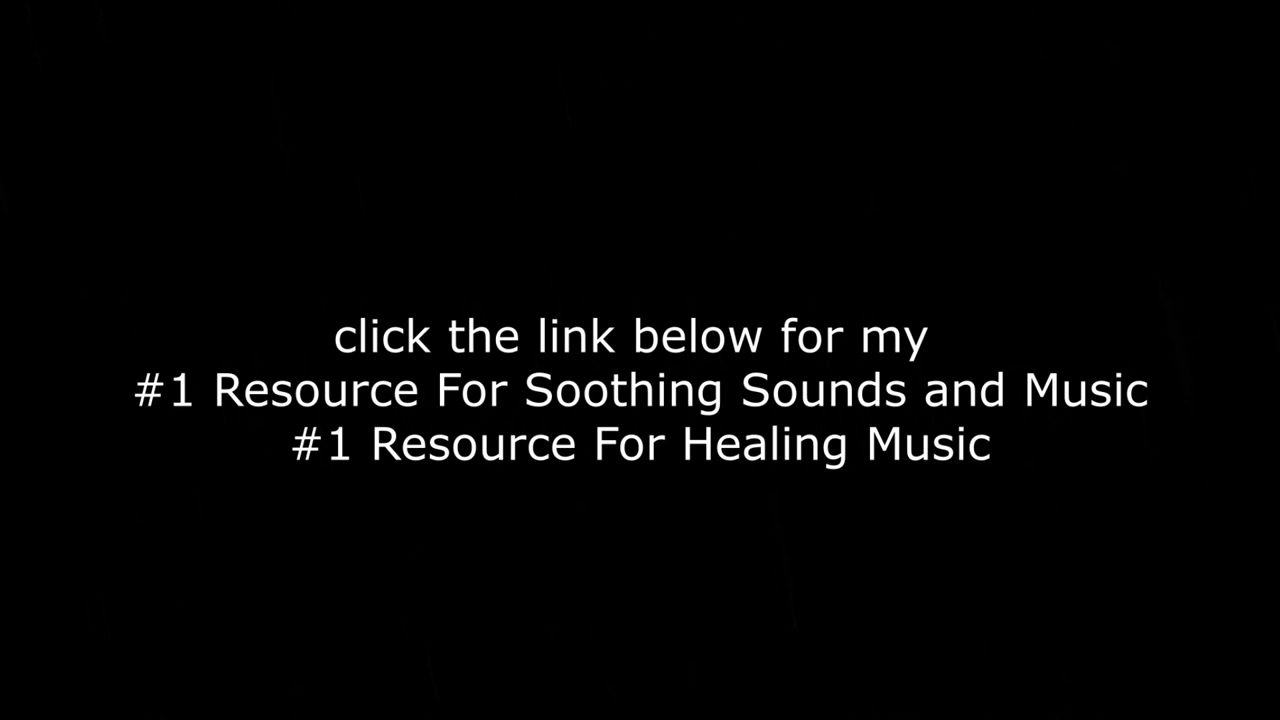 click the link below for my
#1 Resource For Soothing Sounds and Music
#1 Resource For Healing Music